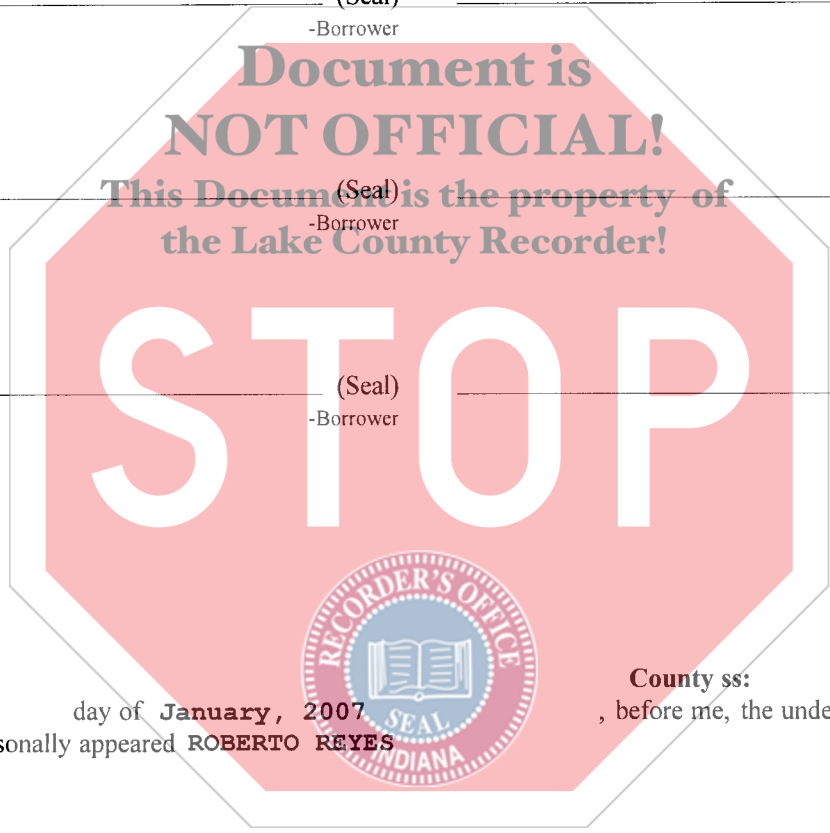 (Seal)
-Borrower
Document is
NOT OFFICIAL!
This Document is the property of
(Seal)
-Borrower
the Lake County Recorder!
STOP
(Seal)
-Borrower
RECORDER'S OFFICE
SEAL
INDIANA
County ss:
day of January, 2007 , before me, the unde
sonally appeared ROBERTO REYES